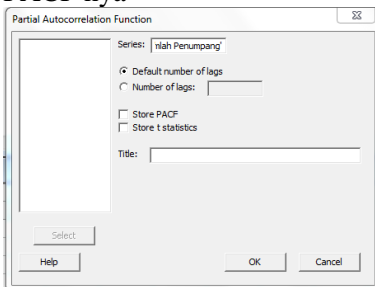 Partial Autocorrelation Function
Series: nlah Penumpang'
Default number of lags
Number of lags:
Store PACF
Store t statistics
Title:
Select
Help OK Cancel